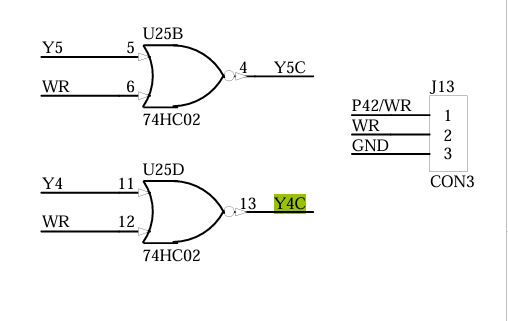 U25B
Y5 5
4 Y5C
WR 6
74HC02
U25D
Y4 11
13 Y4C
WR 12
74HC02
J13
P42/WR 1
WR 2
GND 3
CON3